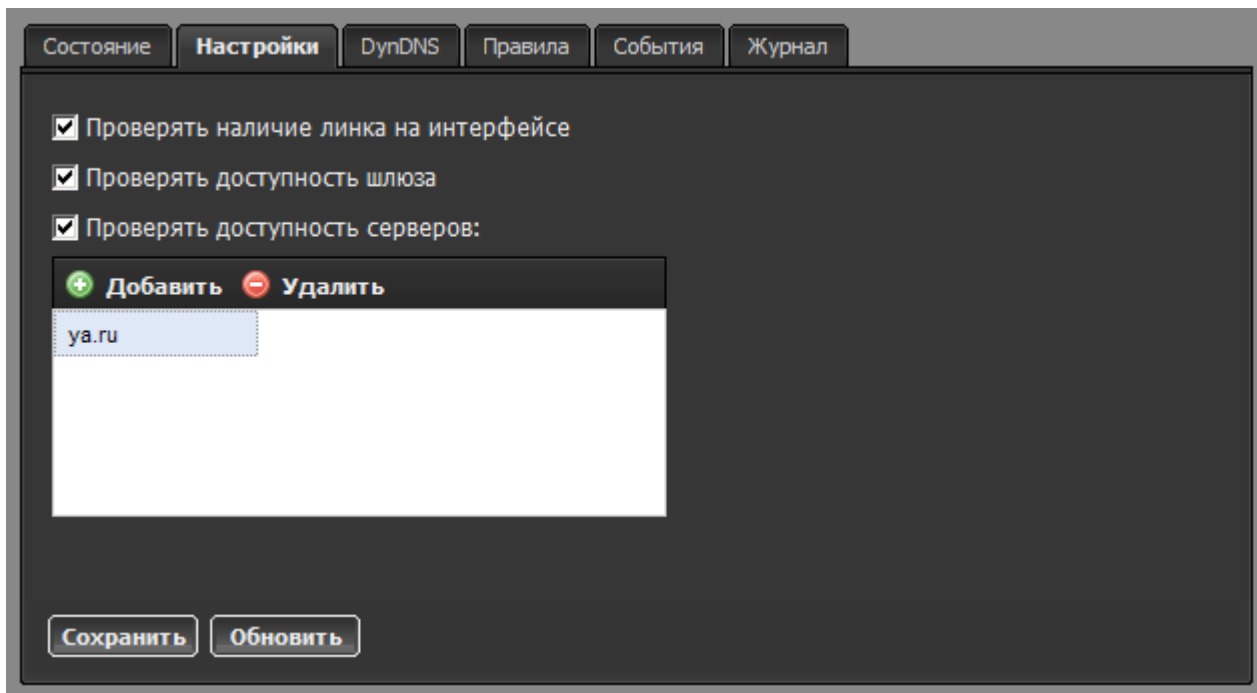 Состояние Настройки DynDNS Правила События Журнал
Проверять наличие линка на интерфейсе
Проверять доступность шлюза
Проверять доступность серверов:
Добавить Удалить
ya.ru
Сохранить Обновить